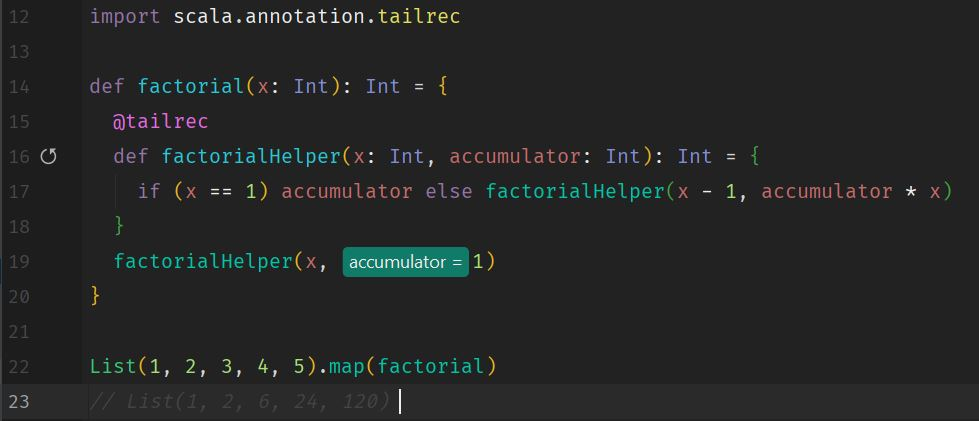 12 import scala.annotation.tailrec
13
14 def factorial(x: Int): Int = {
15   @tailrec
16   def factorialHelper(x: Int, accumulator: Int): Int = {
17     if (x == 1) accumulator else factorialHelper(x - 1, accumulator * x)
18   }
19   factorialHelper(x, accumulator = 1)
20 }
21
22 List(1, 2, 3, 4, 5).map(factorial)
23 // List(1, 2, 6, 24, 120)